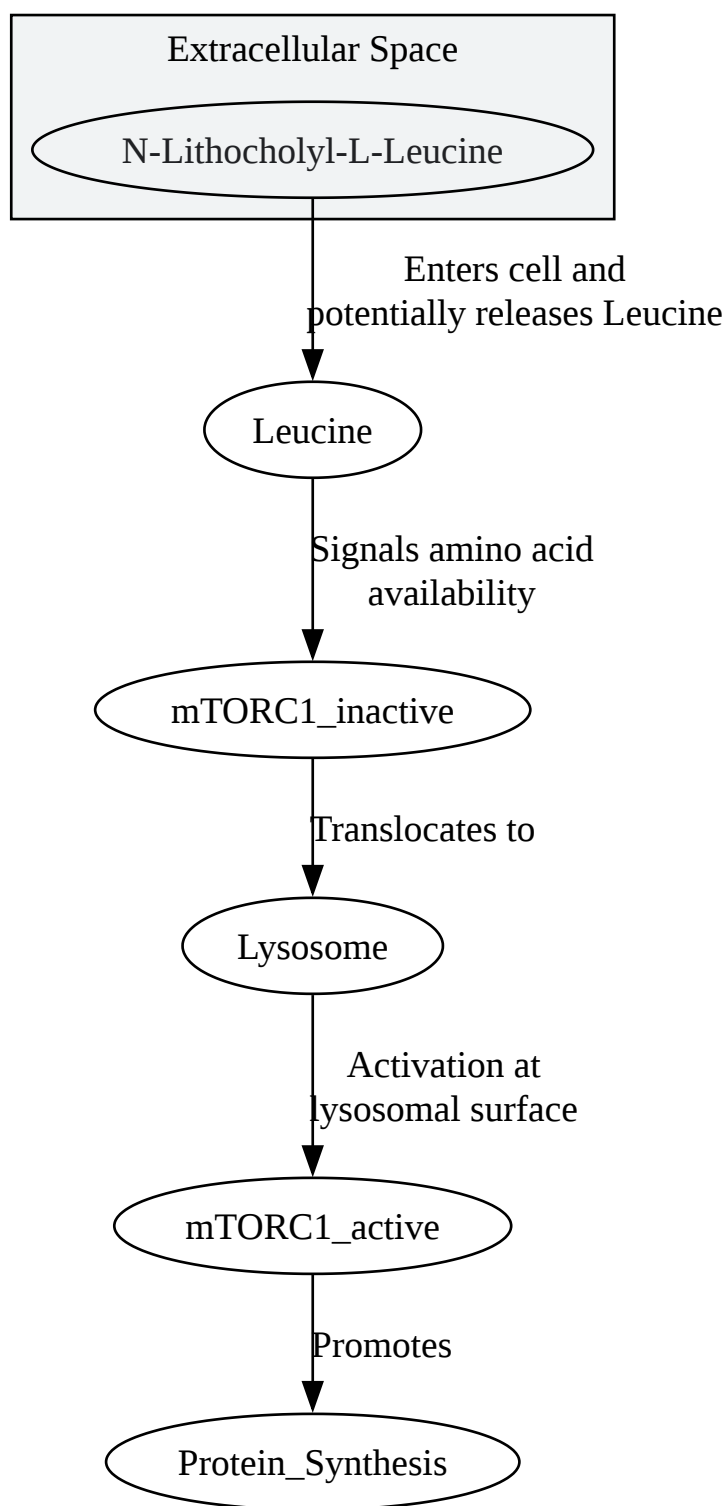 Extracellular Space
N-Lithocholyl-L-Leucine
Enters cell and
potentially releases Leucine
Leucine
Signals amino acid
availability
mTORC1_inactive
Translocates to
Lysosome
Activation at
lysosomal surface
mTORC1_active
Promotes
Protein_Synthesis